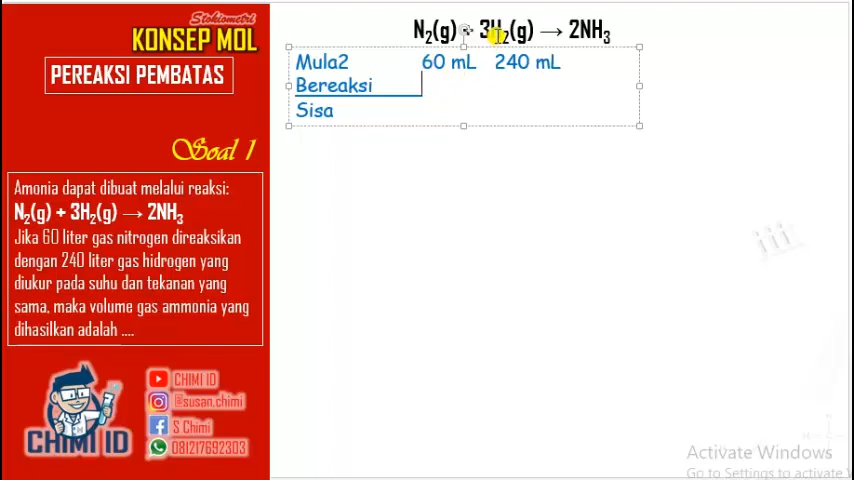 Stokiometri
KONSEP MOL
PEREAKSI PEMBATAS
Soal 1
Amonia dapat dibuat melalui reaksi:
N₂(g) + 3H₂(g) → 2NH₃
Jika 60 liter gas nitrogen direaksikan
dengan 240 liter gas hidrogen yang
diukur pada suhu dan tekanan yang
sama, maka volume gas ammonia yang
dihasilkan adalah ....
CHIMI ID
CHIMI ID
@susan.chimi
S Chimi
081217692303
N₂(g) + 3H₂(g) → 2NH₃
Mula2 60 mL 240 mL
Bereaksi
Sisa
Activate Windows
Go to Settings to activate